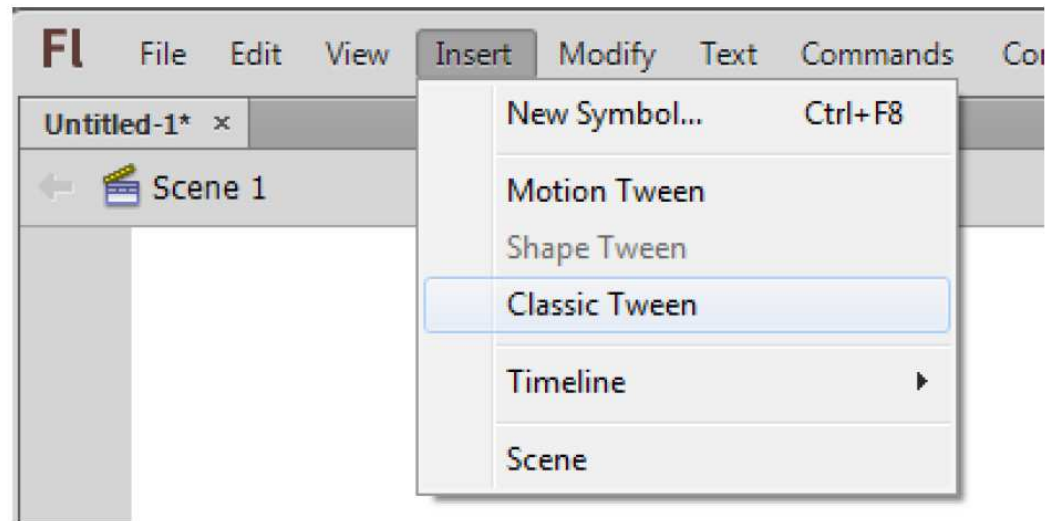 Fl File Edit View Insert Modify Text Commands
Untitled-1* ×
Scene 1
New Symbol... Ctrl+F8
Motion Tween
Shape Tween
Classic Tween
Timeline
Scene